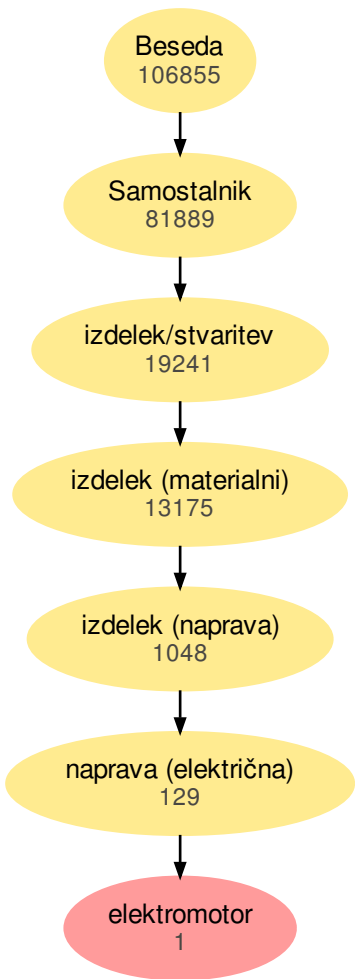 Beseda
106855
Samostalnik
81889
izdelek/stvaritev
19241
izdelek (materialni)
13175
izdelek (naprava)
1048
naprava (električna)
129
elektromotor
1